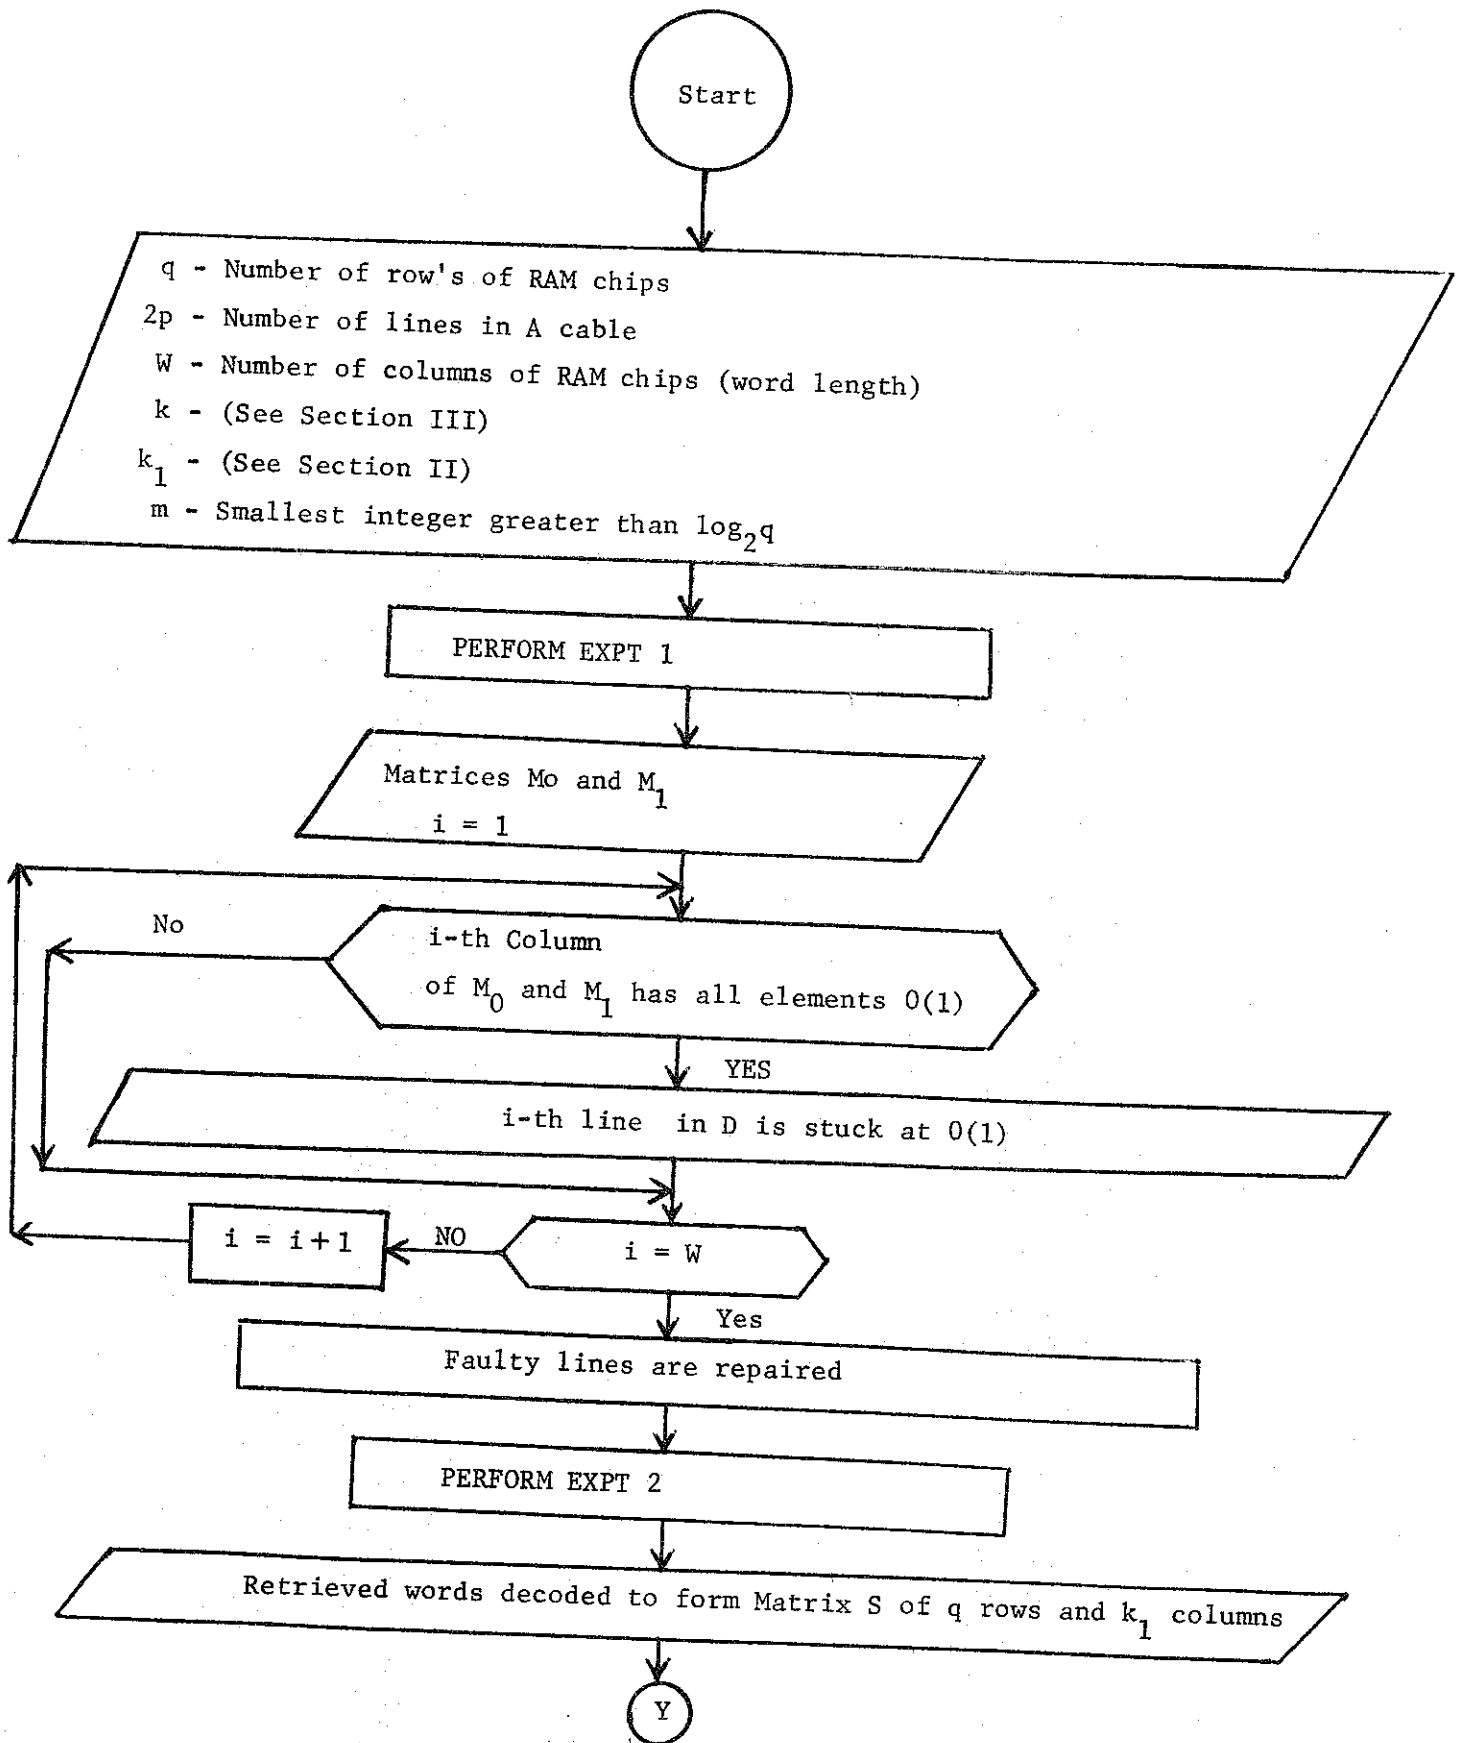 Start
q - Number of row's of RAM chips
2p - Number of lines in A cable
W - Number of columns of RAM chips (word length)
k - (See Section III)
k₁ - (See Section II)
m - Smallest integer greater than log₂q
PERFORM EXPT 1
Matrices Mo and M₁
i = 1
No
i-th Column
of M₀ and M₁ has all elements 0(1)
YES
i-th line in D is stuck at 0(1)
i = i+1
NO
i = W
Yes
Faulty lines are repaired
PERFORM EXPT 2
Retrieved words decoded to form Matrix S of q rows and k₁ columns
Y